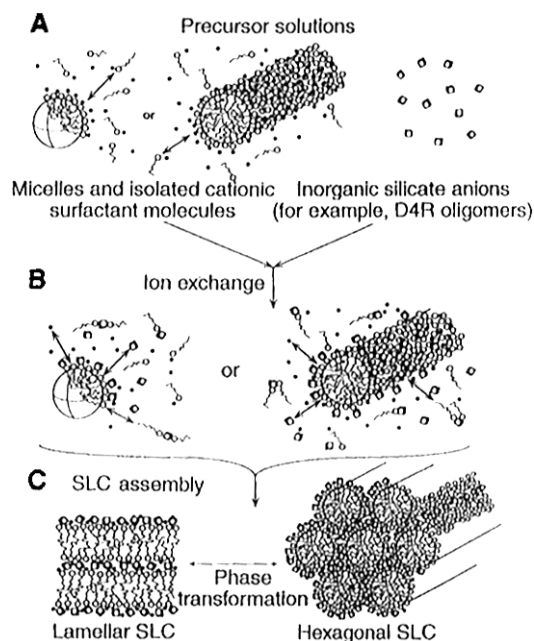 A
Precursor solutions
or
Micelles and isolated cationic
surfactant molecules
Inorganic silicate anions
(for example, D4R oligomers)
B
Ion exchange
or
C
SLC assembly
Phase
transformation
Lamellar SLC
Hexagonal SLC